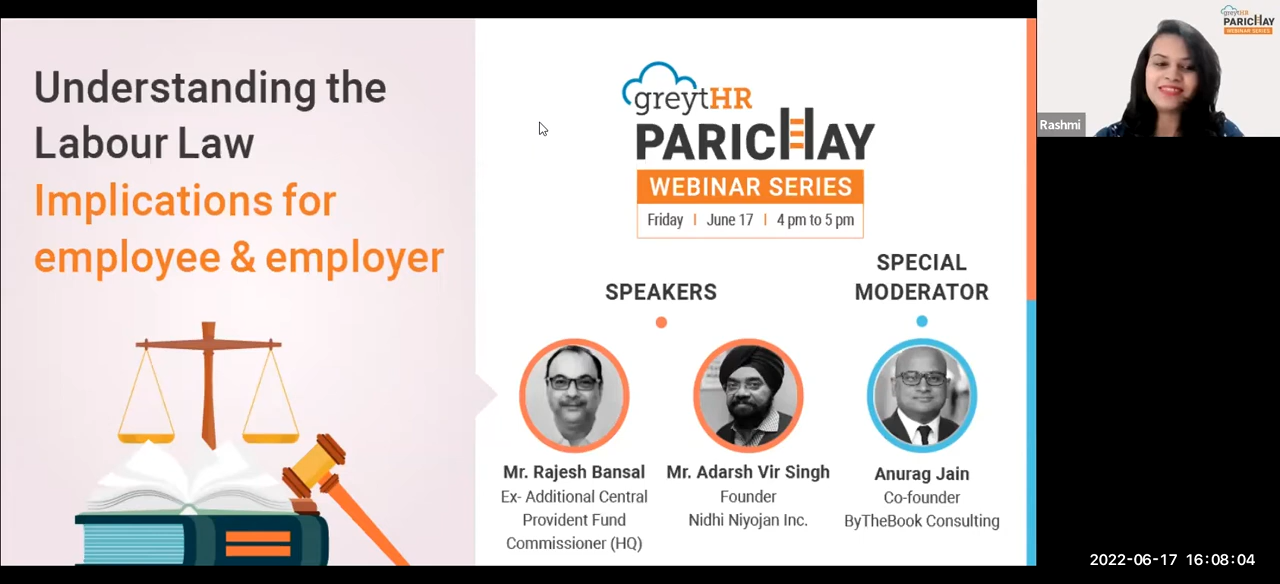 Understanding the
Labour Law
Implications for
employee & employer
greytHR
PARICHAY
WEBINAR SERIES
Friday | June 17 | 4 pm to 5 pm
SPEAKERS
SPECIAL
MODERATOR
Mr. Rajesh Bansal
Ex- Additional Central
Provident Fund
Commissioner (HQ)
Mr. Adarsh Vir Singh
Founder
Nidhi Niyojan Inc.
Anurag Jain
Co-founder
ByTheBook Consulting
greytHR
PARICHAY
WEBINAR SERIES
Rashmi
2022-06-17 16:08:04